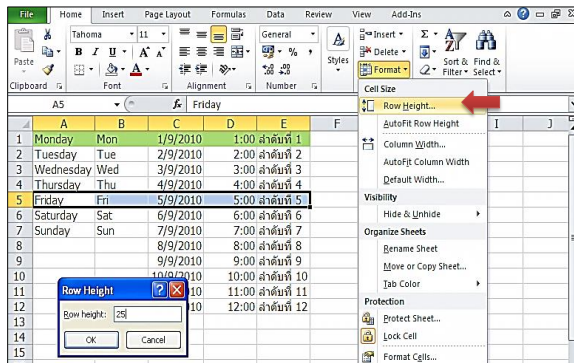 File Home Insert Page Layout Formulas Data Review View Add-Ins
Tahoma 11 General Insert
Paste B I U A A % , Styles Delete Sort & Filter Find & Select
Format
Clipboard Font Alignment Number
A5 fx Friday
A B C D E F I J
1 Monday Mon 1/9/2010 1:00 ลำดับที่ 1
2 Tuesday Tue 2/9/2010 2:00 ลำดับที่ 2
3 Wednesday Wed 3/9/2010 3:00 ลำดับที่ 3
4 Thursday Thu 4/9/2010 4:00 ลำดับที่ 4
5 Friday Fri 5/9/2010 5:00 ลำดับที่ 5
6 Saturday Sat 6/9/2010 6:00 ลำดับที่ 6
7 Sunday Sun 7/9/2010 7:00 ลำดับที่ 7
8 8/9/2010 8:00 ลำดับที่ 8
9 9/9/2010 9:00 ลำดับที่ 9
10 10/9/2010 10:00 ลำดับที่ 10
11 11:00 ลำดับที่ 11
12 10 12:00 ลำดับที่ 12
13
14
15
Cell Size
Row Height...
AutoFit Row Height
Column Width...
AutoFit Column Width
Default Width...
Visibility
Hide & Unhide
Organize Sheets
Rename Sheet
Move or Copy Sheet...
Tab Color
Protection
Protect Sheet...
Lock Cell
Format Cells...
Row Height ? X
Row height: 25
OK Cancel